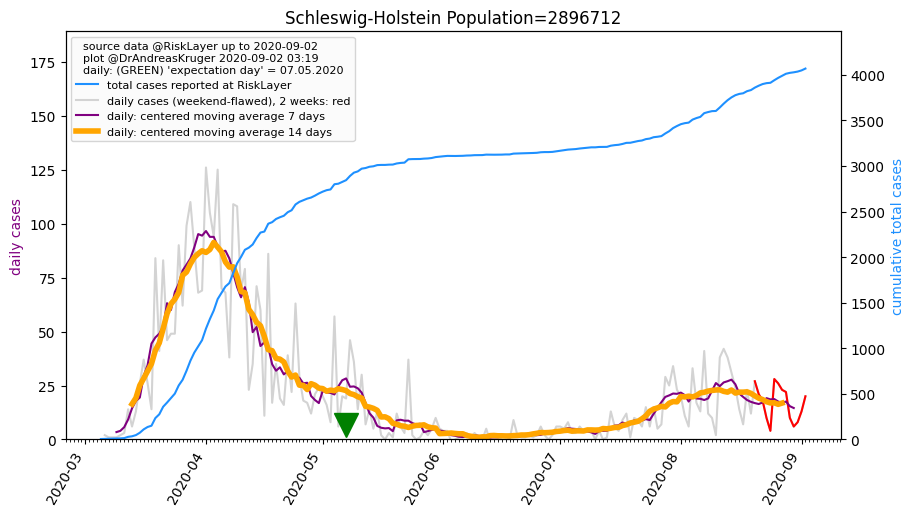 Schleswig-Holstein Population=2896712
source data @RiskLayer up to 2020-09-02
plot @DrAndreasKruger 2020-09-02 03:19
daily: (GREEN) 'expectation day' = 07.05.2020
total cases reported at RiskLayer
daily cases (weekend-flawed), 2 weeks: red
daily: centered moving average 7 days
daily: centered moving average 14 days
daily cases
175
150
125
100
75
50
25
0
cumulative total cases
4000
3500
3000
2500
2000
1500
1000
500
0
2020-03
2020-04
2020-05
2020-06
2020-07
2020-08
2020-09